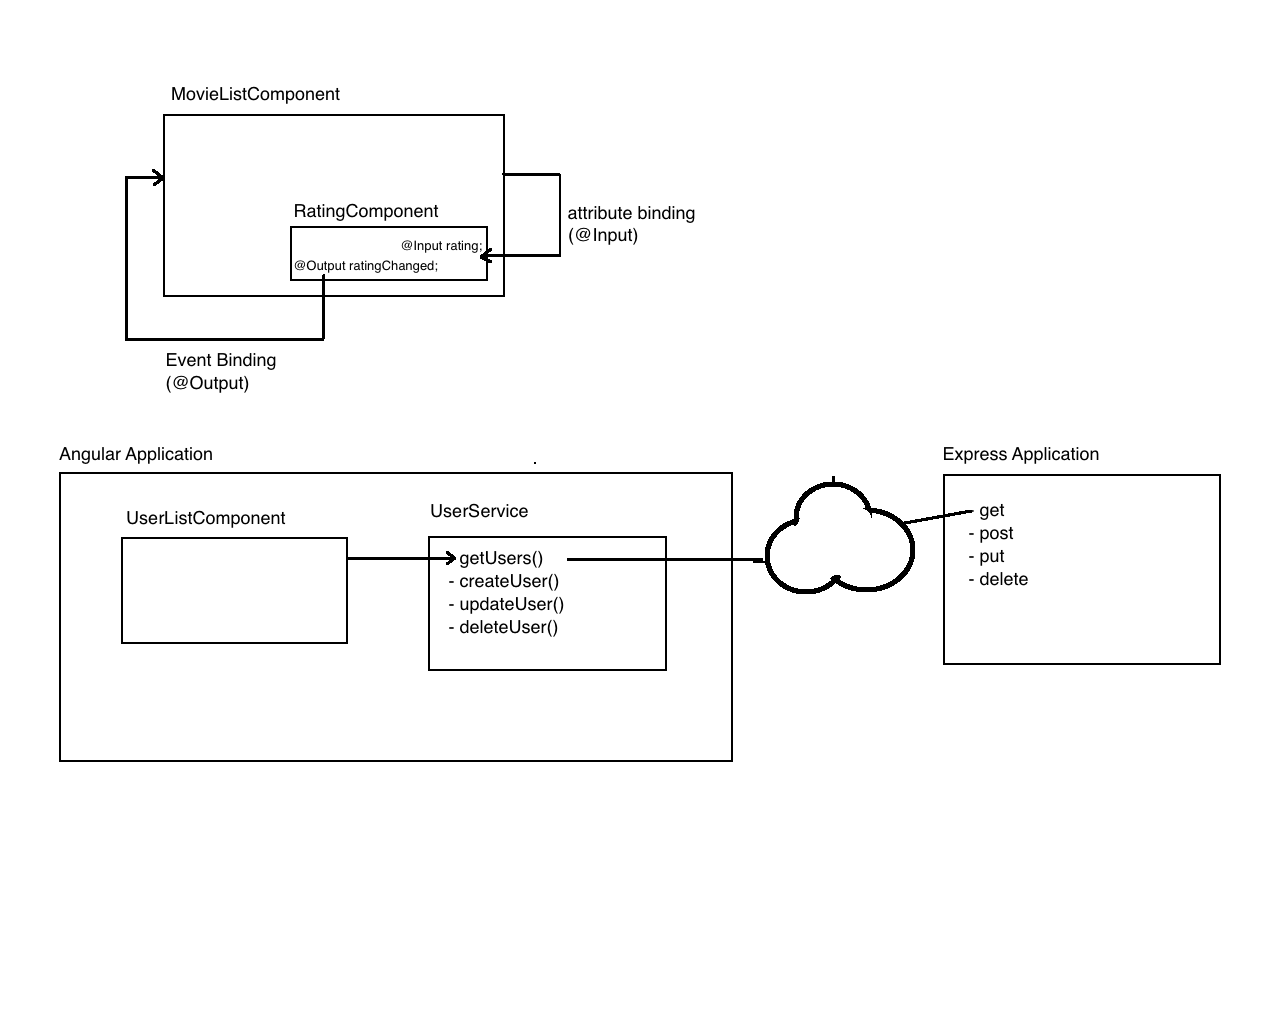 MovieListComponent
RatingComponent
@Input rating;
@Output ratingChanged;
attribute binding
(@Input)
Event Binding
(@Output)
Angular Application
UserListComponent
UserService
getUsers()
- createUser()
- updateUser()
- deleteUser()
Express Application
get
- post
- put
- delete